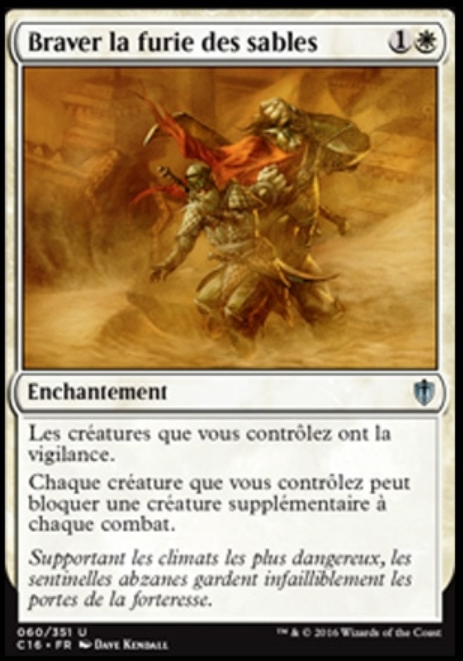 Braver la furie des sables 1
Enchantement
Les créatures que vous contrôlez ont la
vigilance.
Chaque créature que vous contrôlez peut
bloquer une créature supplémentaire à
chaque combat.
Supportant les climats les plus dangereux, les
sentinelles abzanes gardent infailliblement les
portes de la forteresse.
060/351 U
C16 • FR Dave Kendall
™ & © 2016 Wizards of the Coast